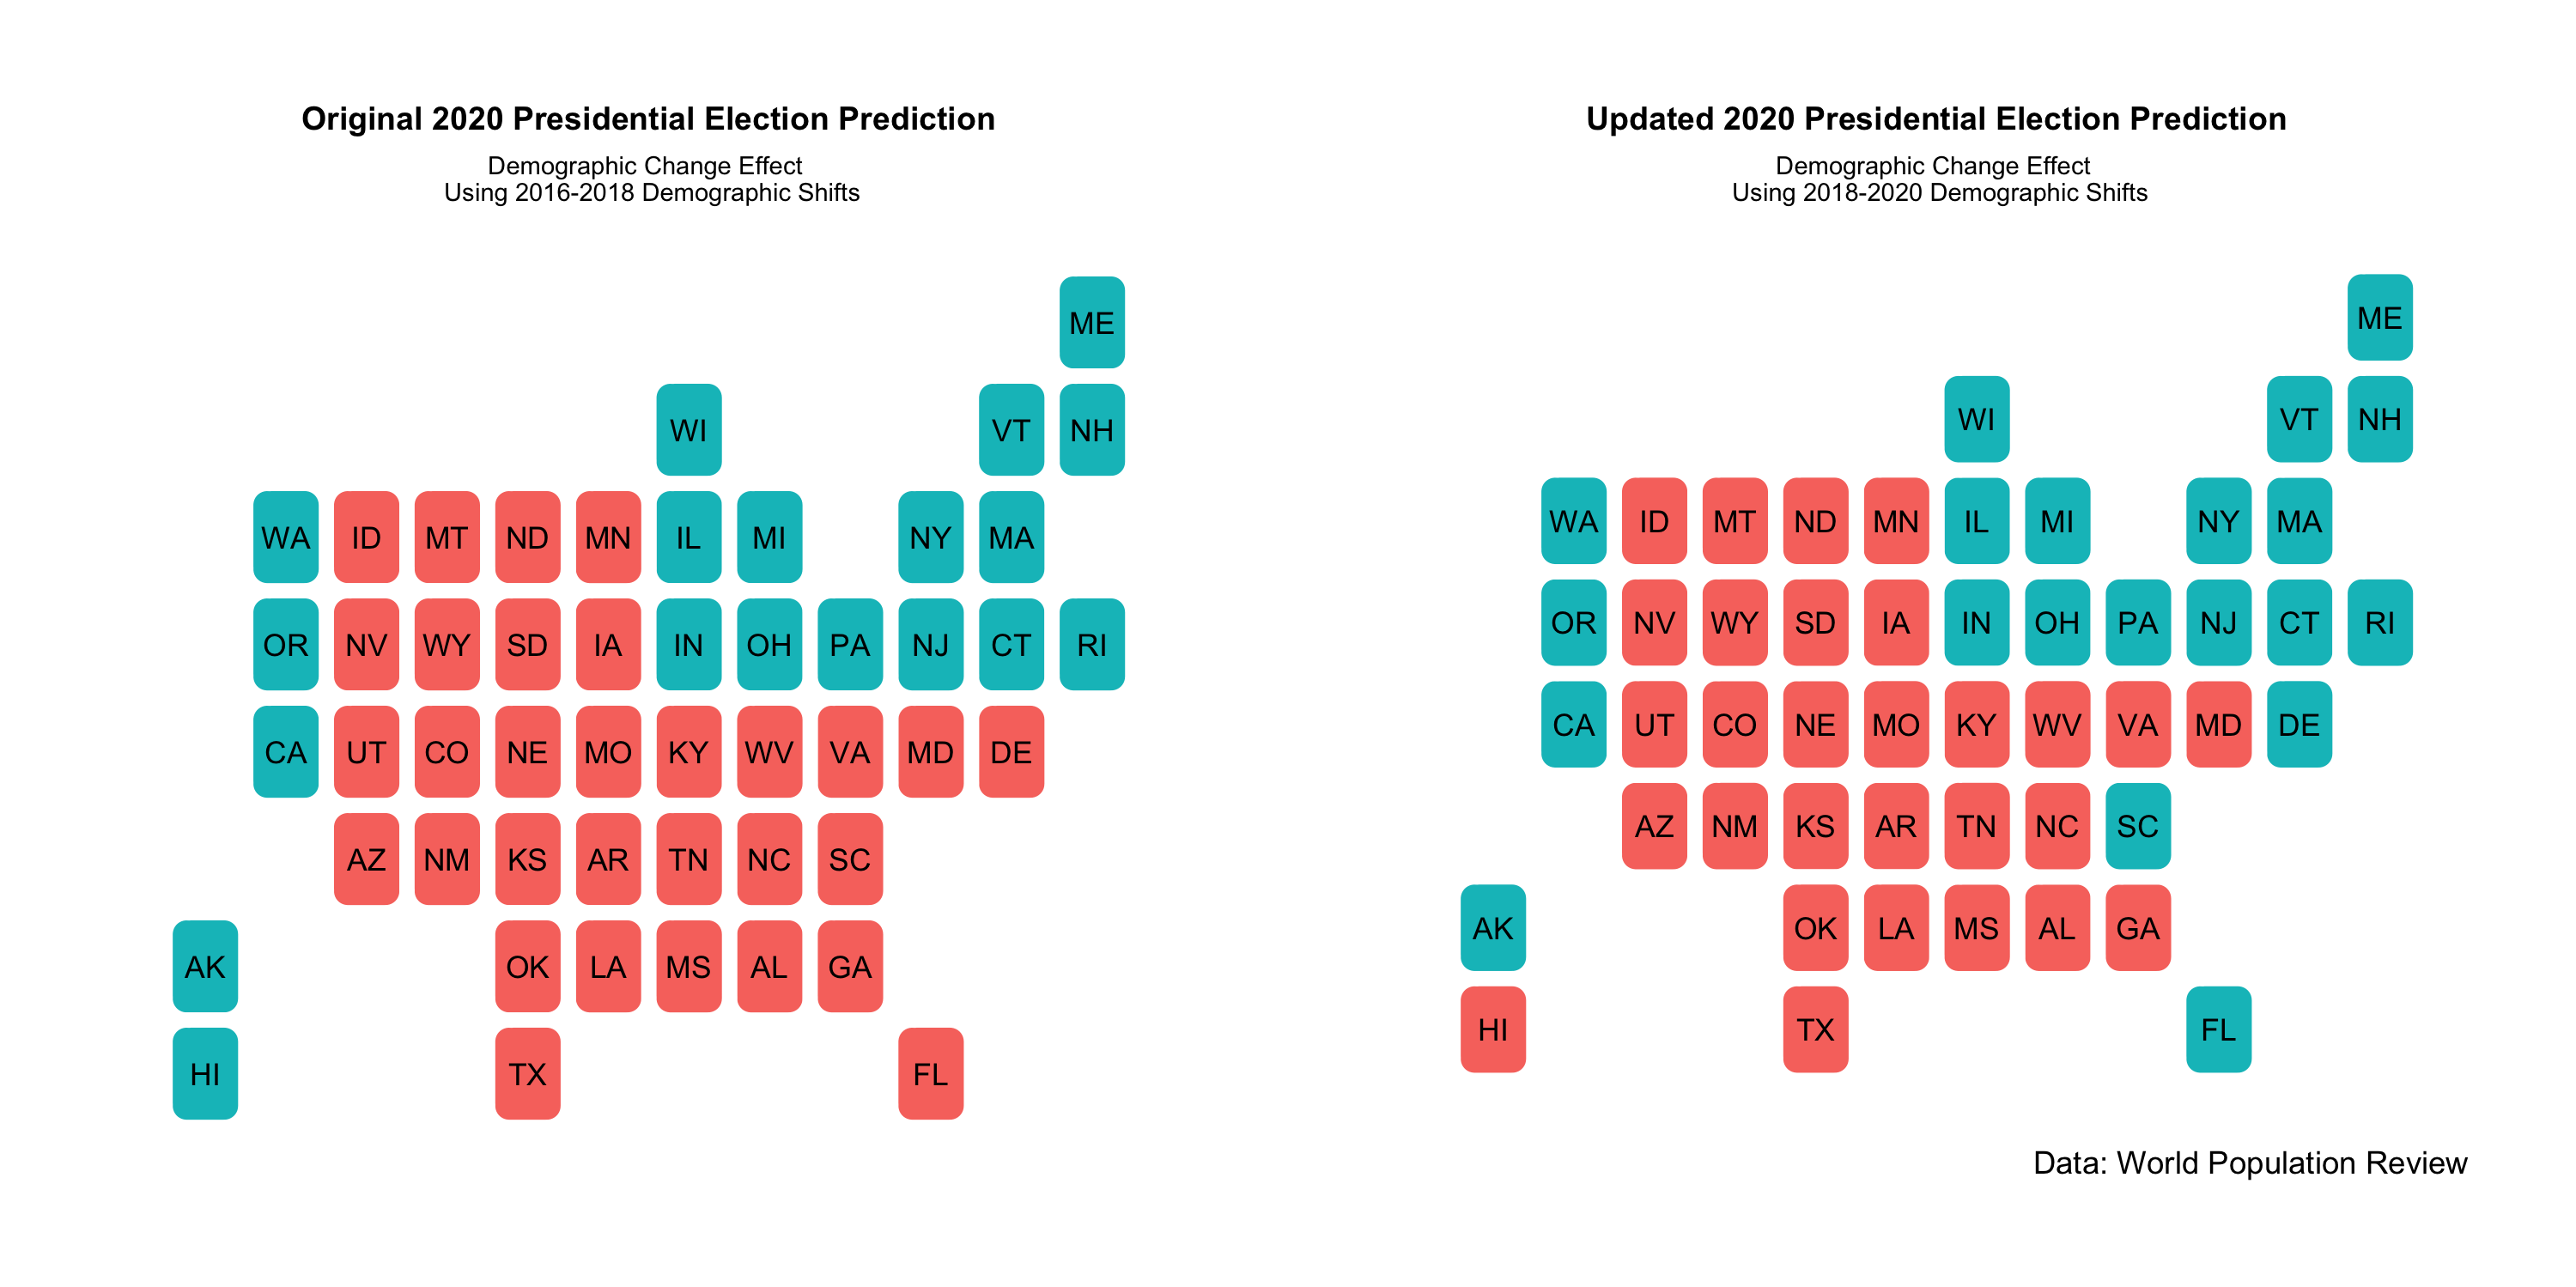 Original 2020 Presidential Election Prediction
Demographic Change Effect
Using 2016-2018 Demographic Shifts
ME
WI VT NH
WA ID MT ND MN IL MI NY MA
OR NV WY SD IA IN OH PA NJ CT RI
CA UT CO NE MO KY WV VA MD DE
AZ NM KS AR TN NC SC
AK OK LA MS AL GA
HI TX FL
Updated 2020 Presidential Election Prediction
Demographic Change Effect
Using 2018-2020 Demographic Shifts
ME
WI VT NH
WA ID MT ND MN IL MI NY MA
OR NV WY SD IA IN OH PA NJ CT RI
CA UT CO NE MO KY WV VA MD DE
AZ NM KS AR TN NC SC
AK OK LA MS AL GA
HI TX FL
Data: World Population Review